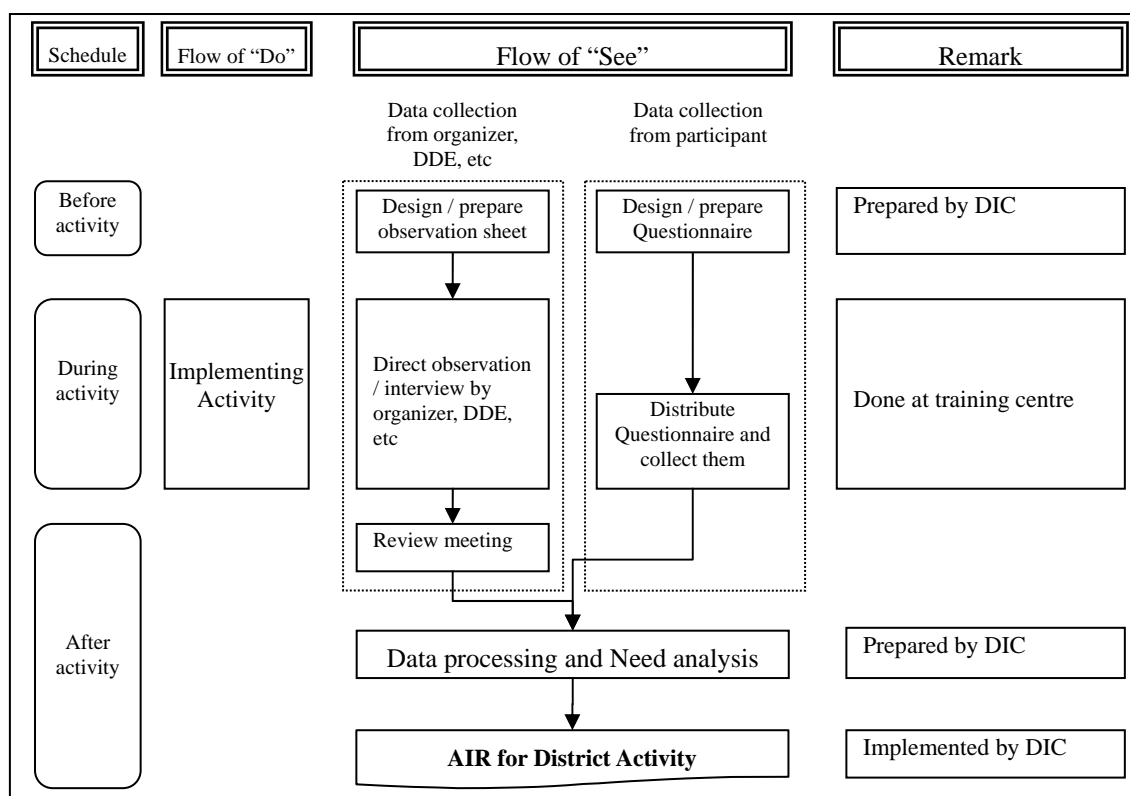 Schedule
Flow of “Do”
Flow of “See”
Remark
Data collection
from organizer,
DDE, etc
Data collection
from participant
Before
activity
Design / prepare
observation sheet
Design / prepare
Questionnaire
Prepared by DIC
During
activity
Implementing
Activity
Direct observation
/ interview by
organizer, DDE,
etc
Distribute
Questionnaire and
collect them
Done at training centre
Review meeting
After
activity
Data processing and Need analysis
Prepared by DIC
AIR for District Activity
Implemented by DIC